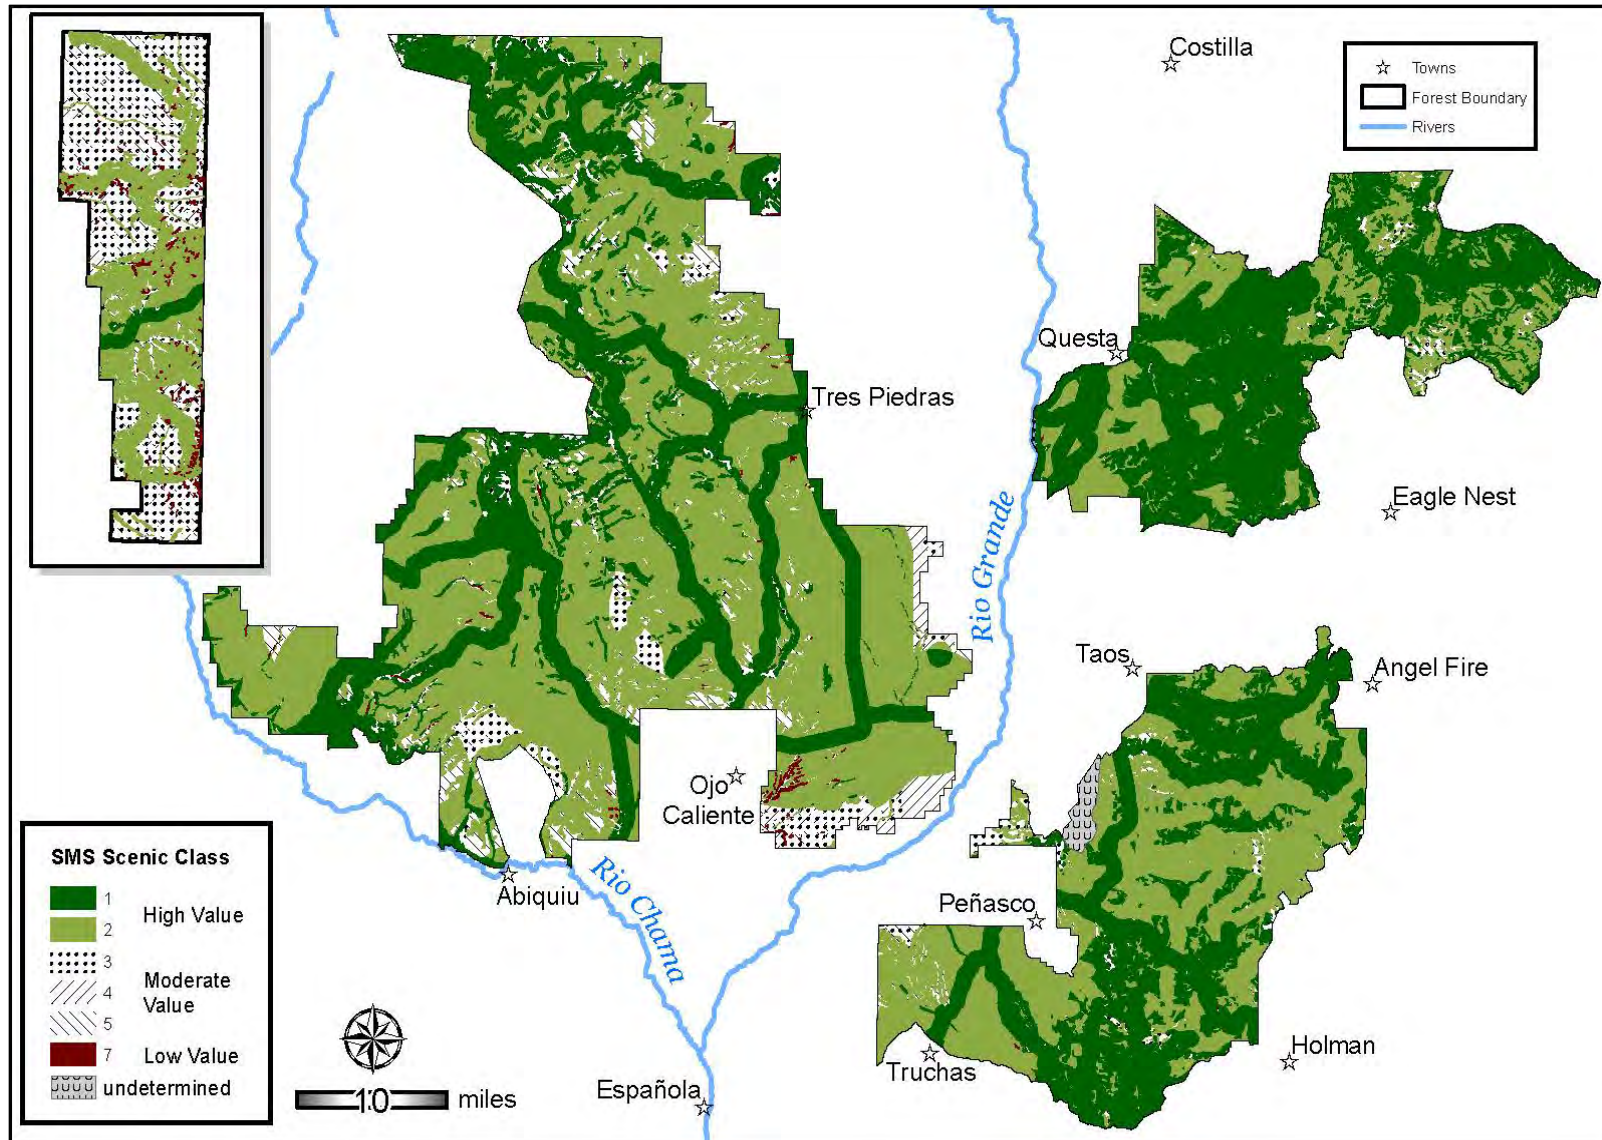 Costilla
Towns
Forest Boundary
Rivers
Questa
Tres Piedras
Eagle Nest
Rio Grande
Taos
Angel Fire
Ojo
Caliente
Abiquiu
Rio Chama
Peñasco
Truchas
Holman
Española
SMS Scenic Class
1
High Value
2
3
Moderate
Value
4
5
7 Low Value
undetermined
10 miles